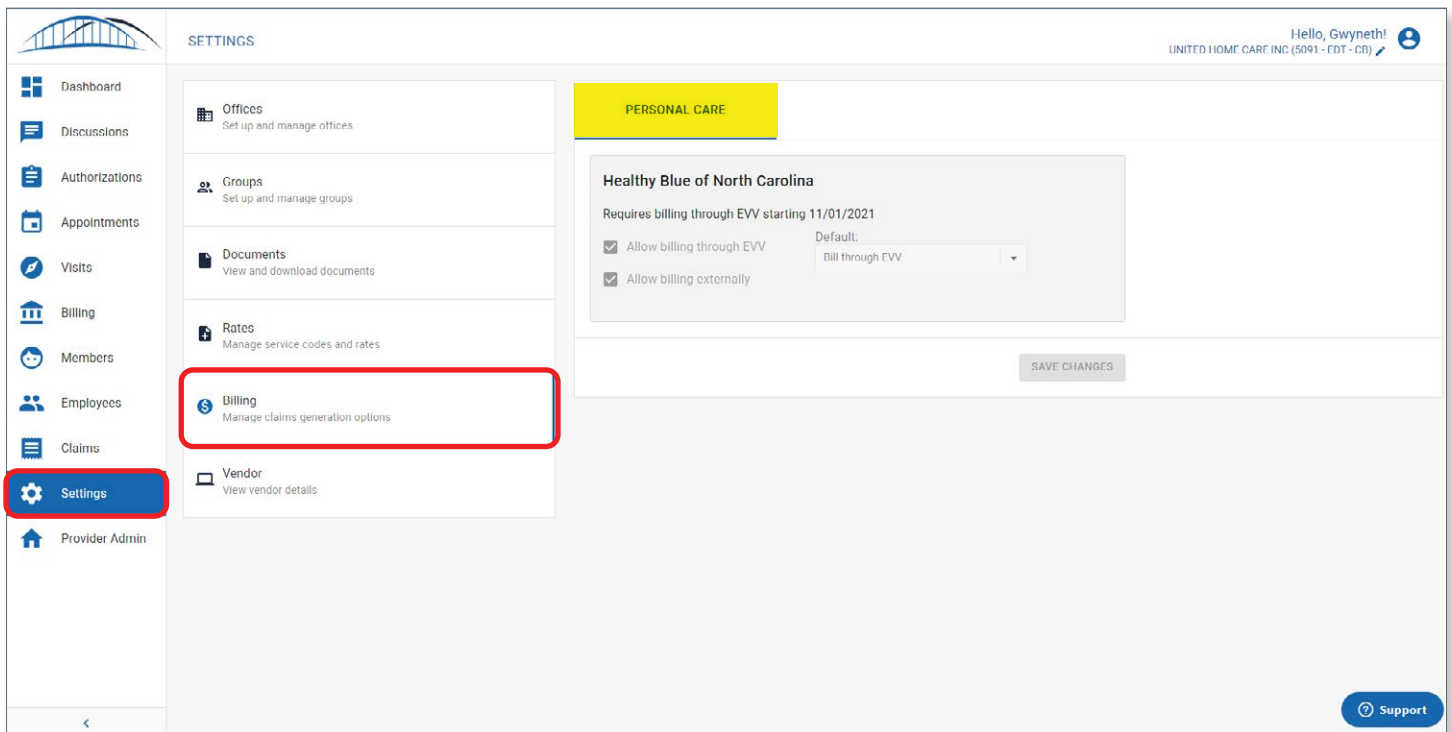 SETTINGS
Hello, Gwyneth!
UNITED HOME CARE INC (5091 - EDT - CB)
Dashboard
Discussions
Authorizations
Appointments
Visits
Billing
Members
Employees
Claims
Settings
Provider Admin
Offices
Set up and manage offices
Groups
Set up and manage groups
Documents
View and download documents
Rates
Manage service codes and rates
Billing
Manage claims generation options
Vendor
View vendor details
PERSONAL CARE
Healthy Blue of North Carolina
Requires billing through EVV starting 11/01/2021
Allow billing through EVV
Default:
Bill through EVV
Allow billing externally
SAVE CHANGES
Support